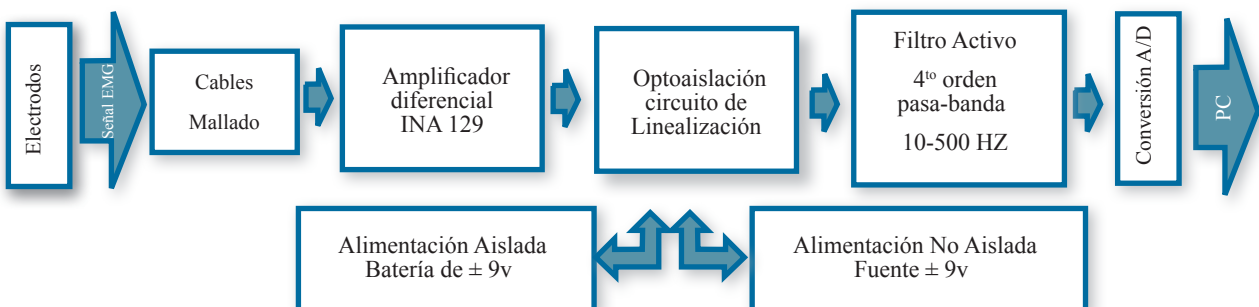 Electrodos
Señal EMG
Cables
Mallado
Amplificador
diferencial
INA 129
Optoaislación
circuito de
Linealización
Filtro Activo
4to orden
pasa-banda
10-500 HZ
Conversión A/D
PC
Alimentación Aislada
Batería de ± 9v
Alimentación No Aislada
Fuente ± 9v